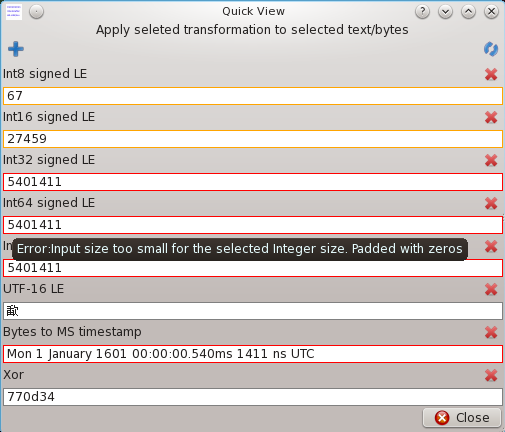 Quick View
Apply seleted transformation to selected text/bytes
Int8 signed LE
67
Int16 signed LE
27459
Int32 signed LE
5401411
Int64 signed LE
5401411
Error:Input size too small for the selected Integer size. Padded with zeros
5401411
UTF-16 LE
歃
Bytes to MS timestamp
Mon 1 January 1601 00:00:00.540ms 1411 ns UTC
Xor
770d34
Close